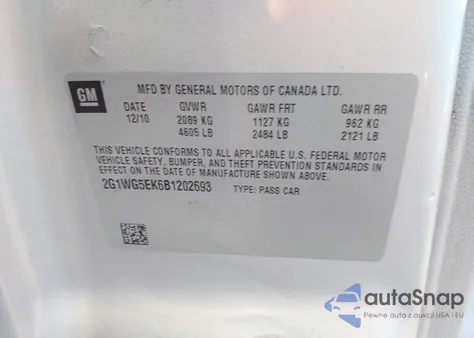 GM
MFD BY GENERAL MOTORS OF CANADA LTD.
DATE GVWR GAWR FRT GAWR RR
12/10 2089 KG 1127 KG 962 KG
4605 LB 2484 LB 2121 LB
THIS VEHICLE CONFORMS TO ALL APPLICABLE U.S. FEDERAL MOTOR
VEHICLE SAFETY, BUMPER, AND THEFT PREVENTION STANDARDS IN
EFFECT ON THE DATE OF MANUFACTURE SHOWN ABOVE.
2G1WG5EK6B1202693 TYPE: PASS CAR
autaSnap
Pewne auta z aukcji USA i EU